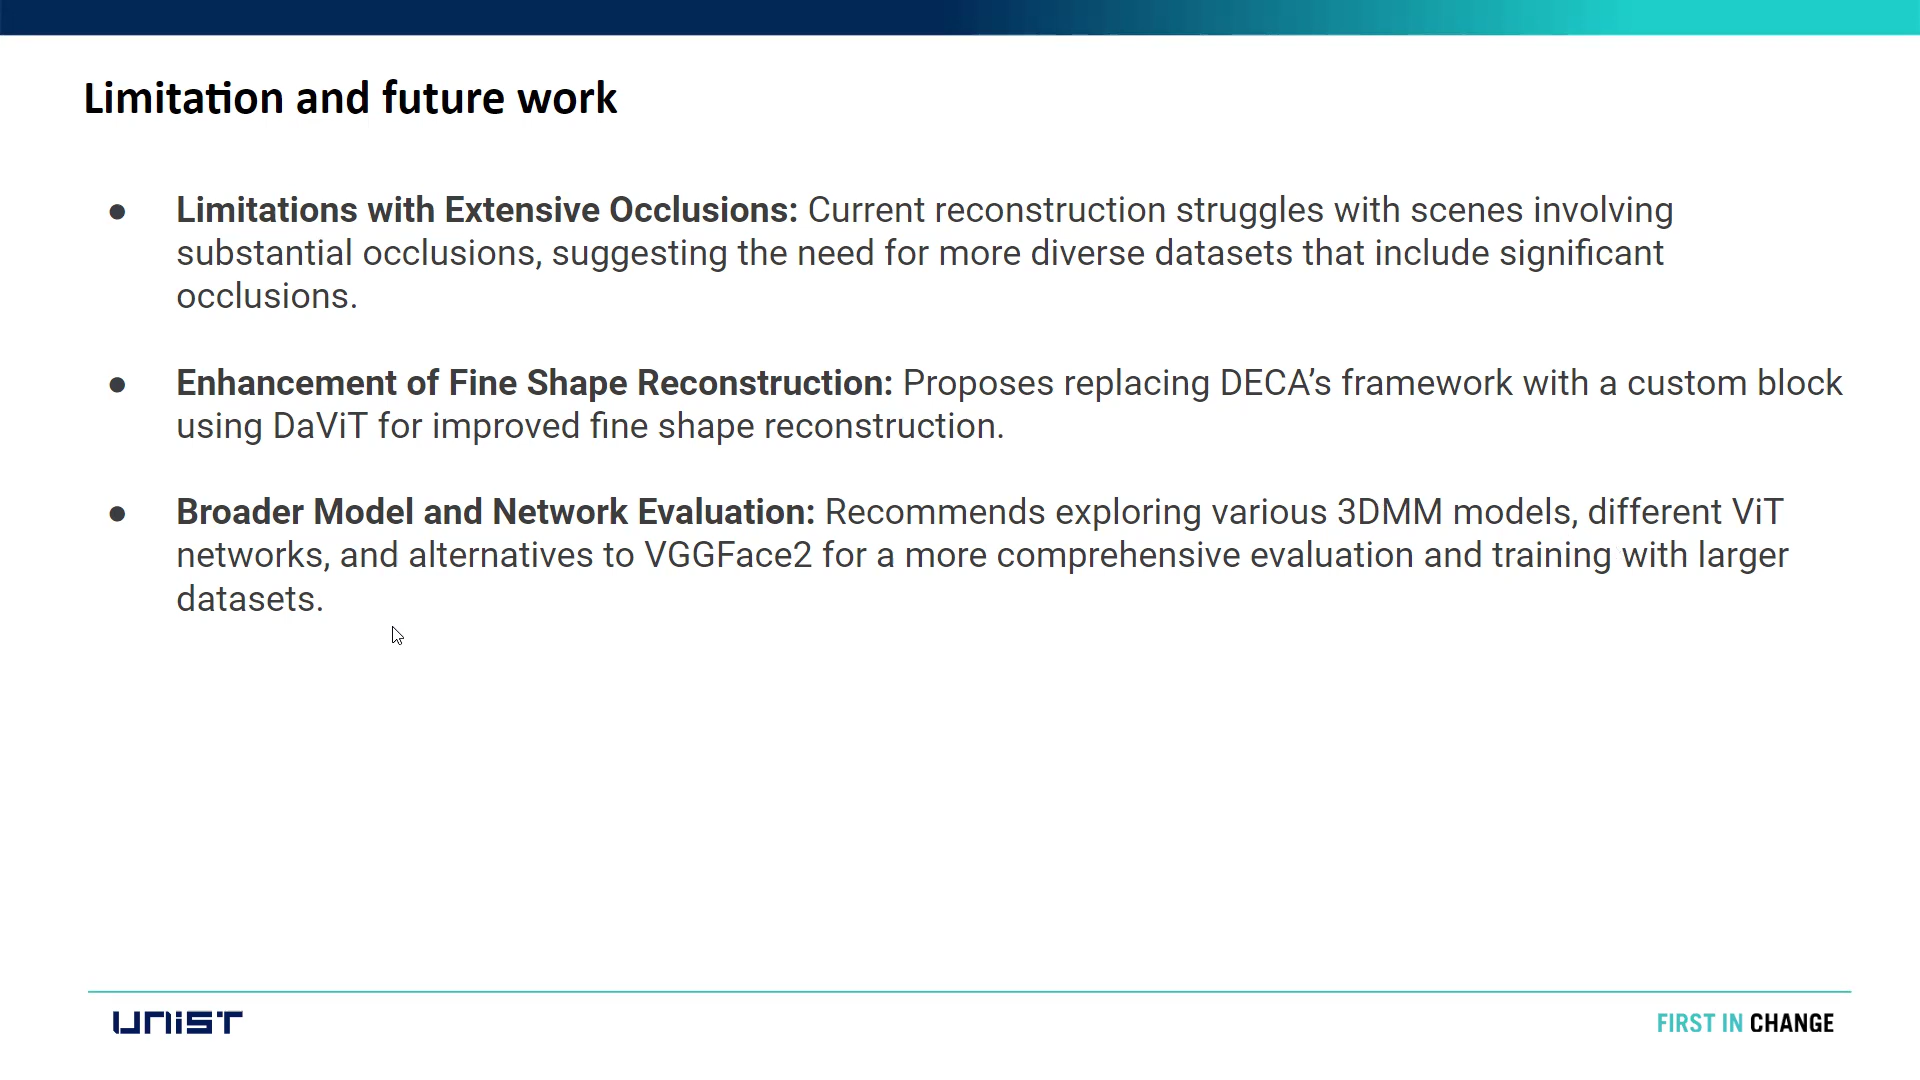 Limitation and future work
● Limitations with Extensive Occlusions: Current reconstruction struggles with scenes involving
substantial occlusions, suggesting the need for more diverse datasets that include significant
occlusions.
● Enhancement of Fine Shape Reconstruction: Proposes replacing DECA’s framework with a custom block
using DaViT for improved fine shape reconstruction.
● Broader Model and Network Evaluation: Recommends exploring various 3DMM models, different ViT
networks, and alternatives to VGGFace2 for a more comprehensive evaluation and training with larger
datasets.
UNIST
FIRST IN CHANGE